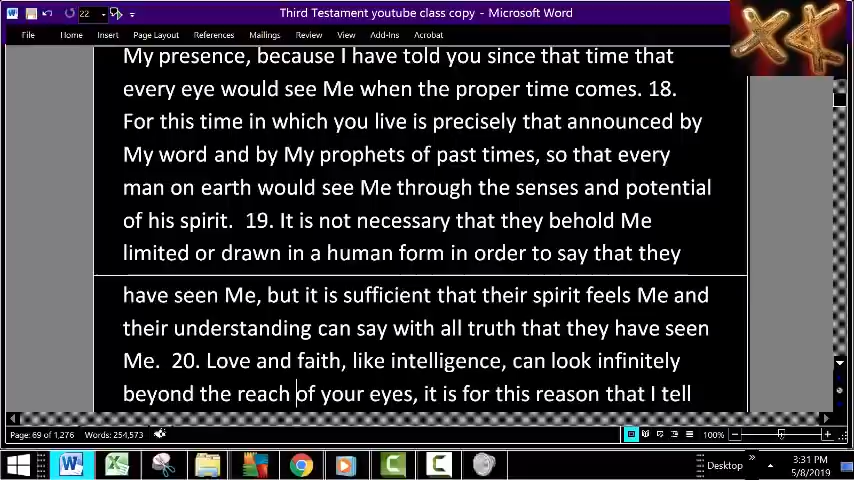 22
Third Testament youtube class copy - Microsoft Word
File Home Insert Page Layout References Mailings Review View Add-Ins Acrobat
My presence, because I have told you since that time that
every eye would see Me when the proper time comes. 18.
For this time in which you live is precisely that announced by
My word and by My prophets of past times, so that every
man on earth would see Me through the senses and potential
of his spirit. 19. It is not necessary that they behold Me
limited or drawn in a human form in order to say that they
have seen Me, but it is sufficient that their spirit feels Me and
their understanding can say with all truth that they have seen
Me. 20. Love and faith, like intelligence, can look infinitely
beyond the reach of your eyes, it is for this reason that I tell
Page: 69 of 1,276 Words: 254,573 100%
Desktop
3:31 PM
5/8/2019